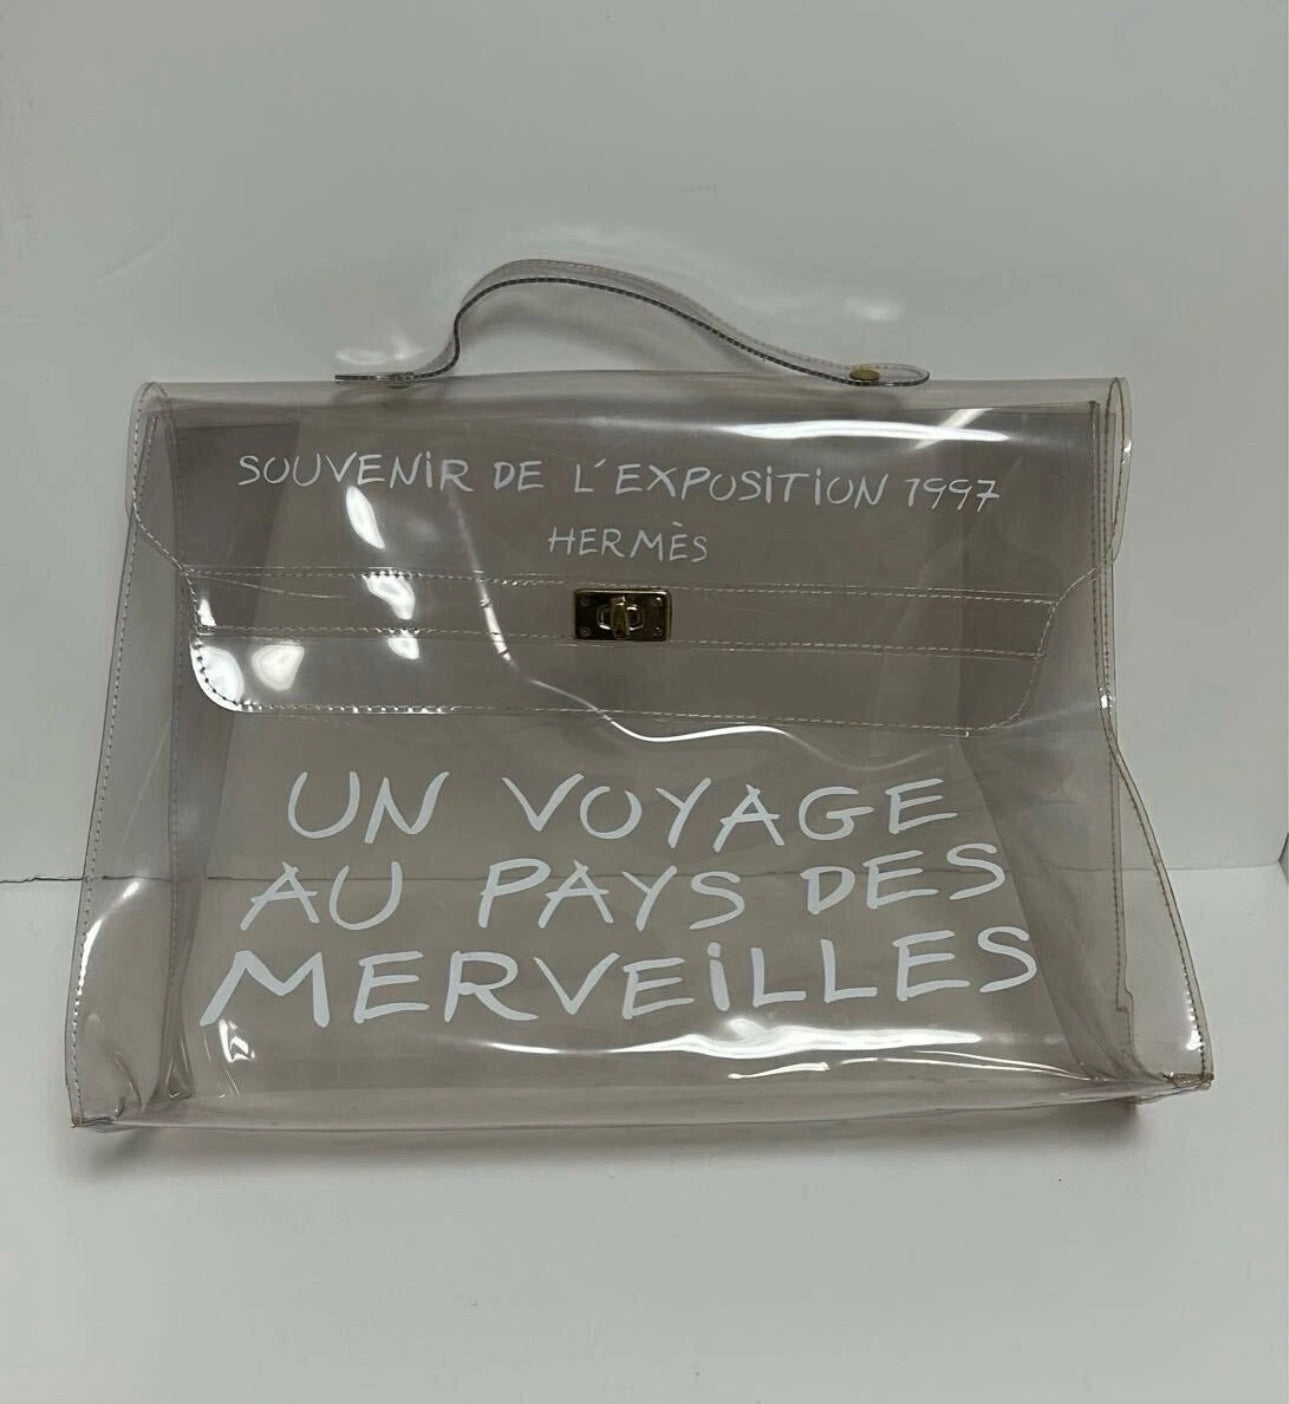 SOUVENiR DE L'EXPOSiTiON 1997
HERMÈS
UN VOYAGE
AU PAYS DES
MERVEiLLES